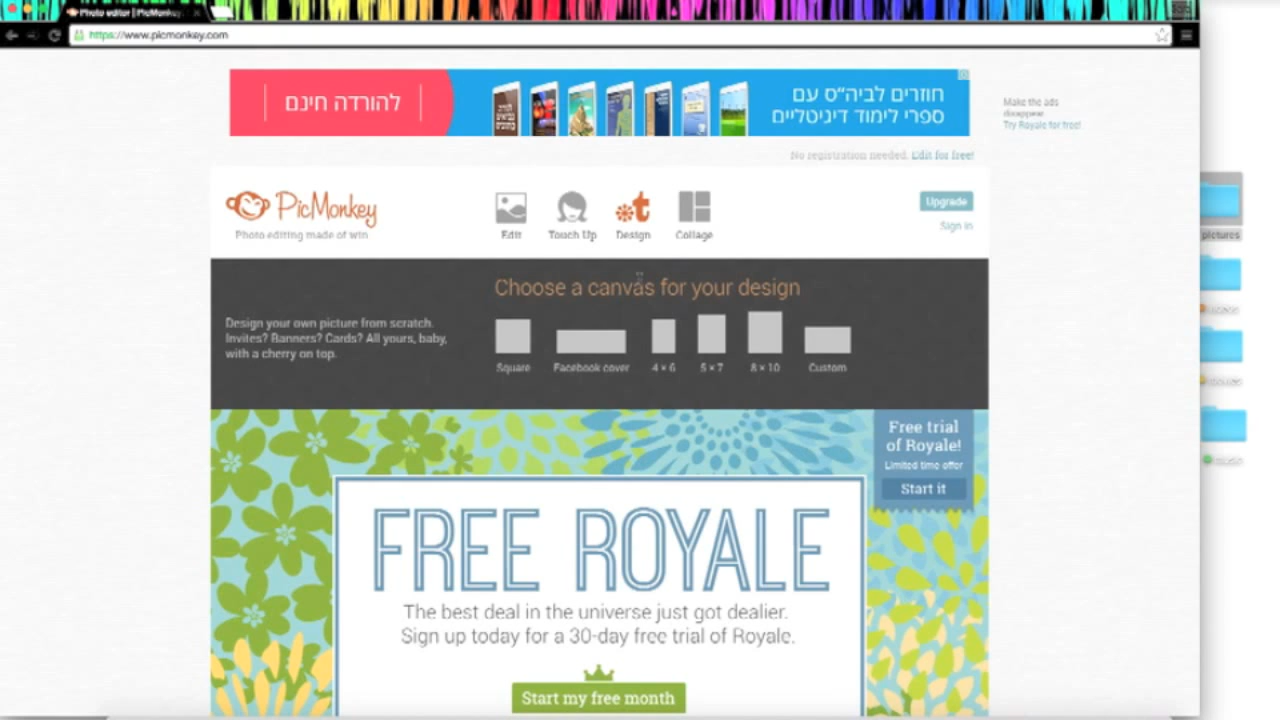 Photo editor | PicMonkey
https://www.picmonkey.com
להורדה חינם
חוזרים לביה״ס עם
ספרי לימוד דיגיטליים
Make the ads
disappear.
Try Royale for free!
No registration needed. Edit for free!
PicMonkey
Photo editing made of win
Edit
Touch Up
Design
Collage
Upgrade
Sign in
Choose a canvas for your design
Design your own picture from scratch.
Invites? Banners? Cards? All yours, baby,
with a cherry on top.
Square
Facebook cover
4 × 6
5 × 7
8 × 10
Custom
Free trial
of Royale!
Limited time offer
Start it
FREE ROYALE
The best deal in the universe just got dealier.
Sign up today for a 30-day free trial of Royale.
Start my free month
pictures
movies
music